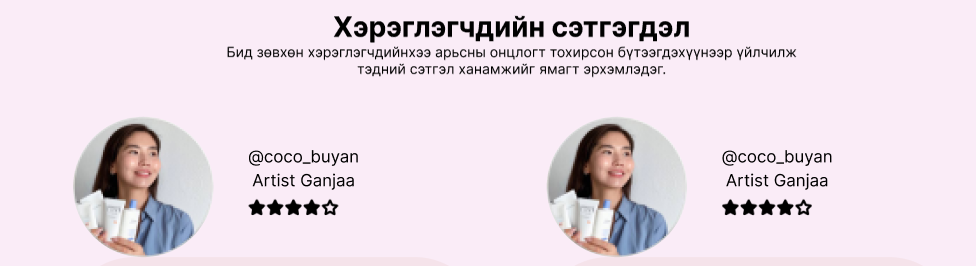 Хэрэглэгчдийн сэтгэгдэл
Бид зөвхөн хэрэглэгчдийнхээ арьсны онцлогт тохирсон бүтээгдэхүүнээр үйлчилж
тэдний сэтгэл ханамжийг ямагт эрхэмлэдэг.
@coco_buyan
Artist Ganjaa
@coco_buyan
Artist Ganjaa